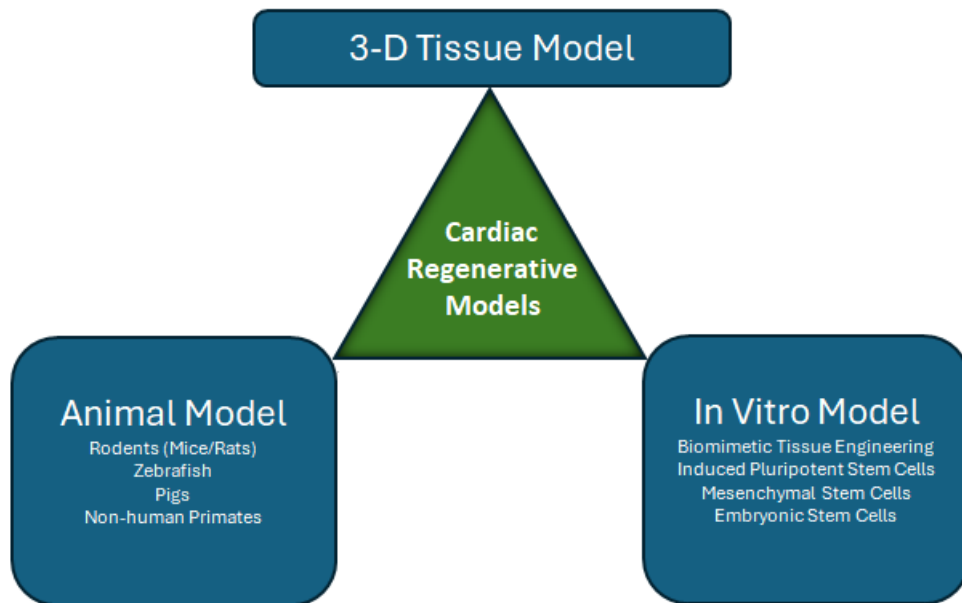 3-D Tissue Model
Cardiac
Regenerative
Models
Animal Model
Rodents (Mice/Rats)
Zebrafish
Pigs
Non-human Primates
In Vitro Model
Biomimetic Tissue Engineering
Induced Pluripotent Stem Cells
Mesenchymal Stem Cells
Embryonic Stem Cells